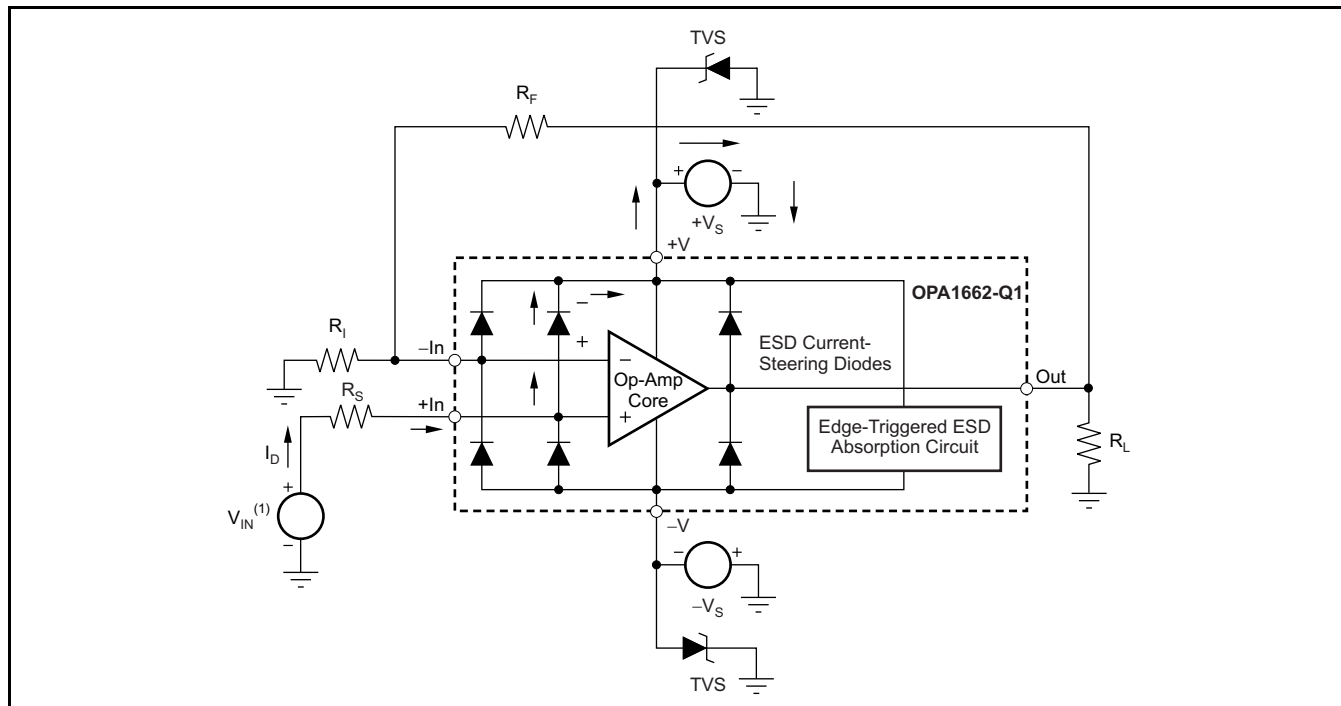 TVS
R_F
+ −
+V_S
+V
OPA1662-Q1
−
+
R_I
−In
−
Op-Amp
Core
+
ESD Current-
Steering Diodes
Out
R_S
+In
Edge-Triggered ESD
Absorption Circuit
R_L
I_D
+
V_IN^(1)
−
−V
− +
−V_S
TVS